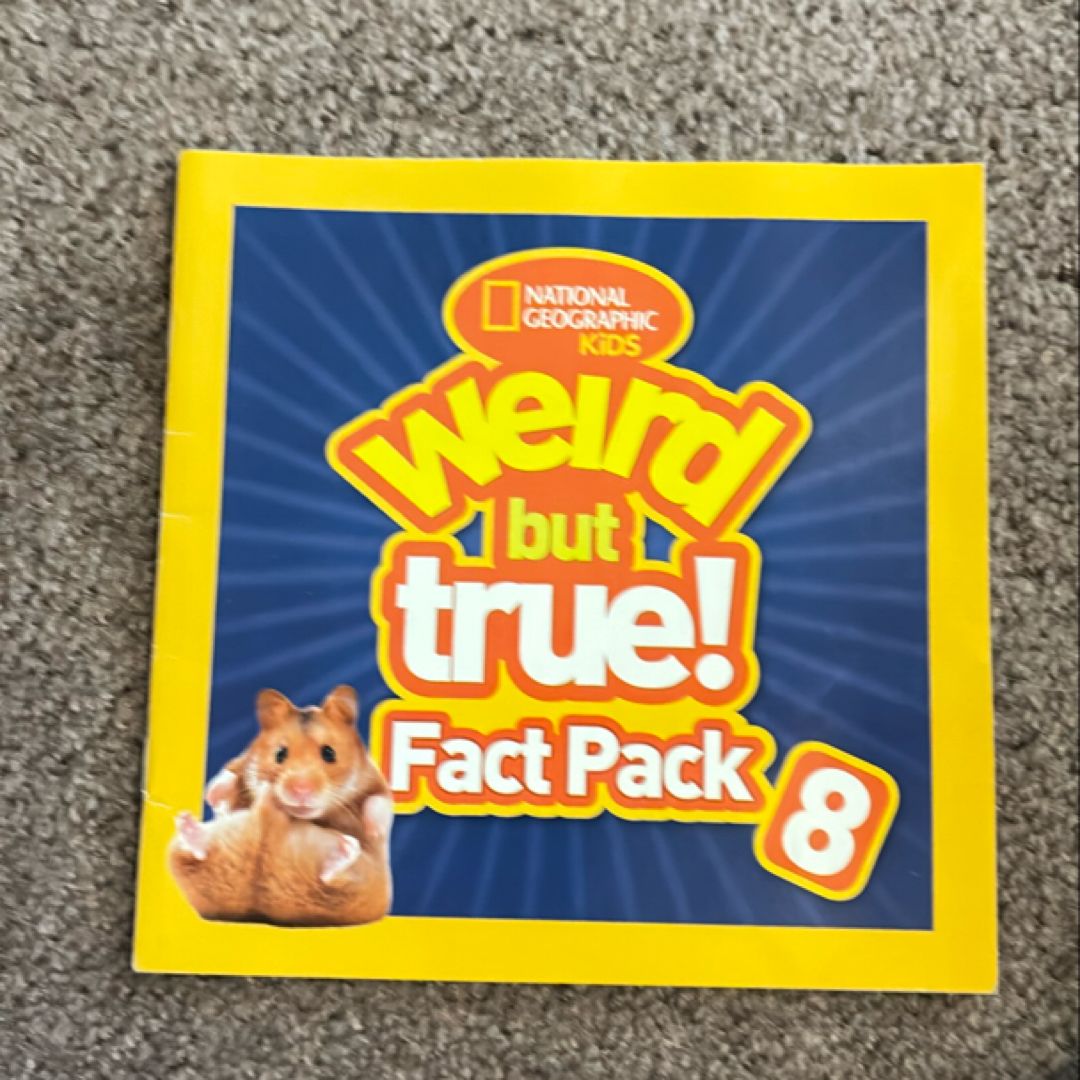 NATIONAL
GEOGRAPHIC
KiDS
weird
but
true!
Fact Pack
8